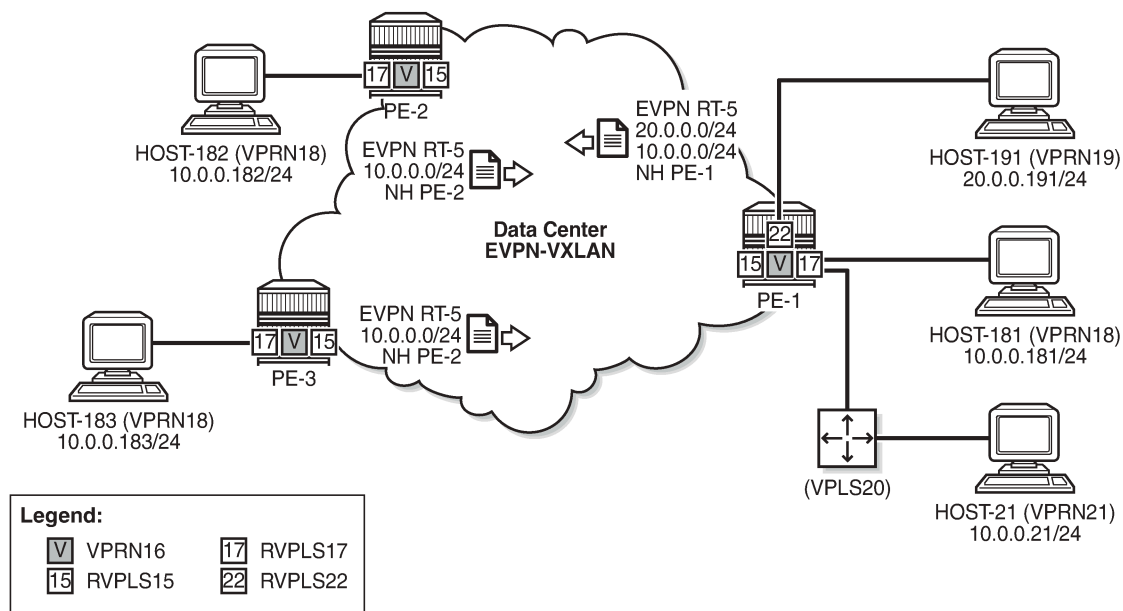 17 V 15
PE-2
HOST-182 (VPRN18)
10.0.0.182/24
EVPN RT-5
10.0.0.0/24
NH PE-2
EVPN RT-5
20.0.0.0/24
10.0.0.0/24
NH PE-1
HOST-191 (VPRN19)
20.0.0.191/24
Data Center
EVPN-VXLAN
22
15 V 17
PE-1
HOST-181 (VPRN18)
10.0.0.181/24
EVPN RT-5
10.0.0.0/24
NH PE-2
17 V 15
PE-3
HOST-183 (VPRN18)
10.0.0.183/24
(VPLS20)
HOST-21 (VPRN21)
10.0.0.21/24
Legend:
V VPRN16 17 RVPLS17
15 RVPLS15 22 RVPLS22